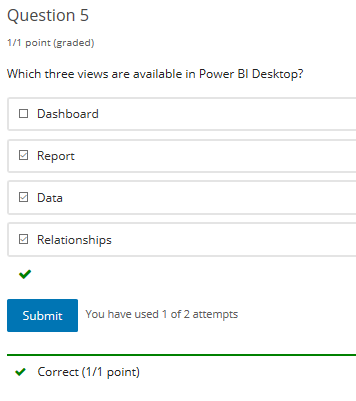 Question 5
1/1 point (graded)
Which three views are available in Power BI Desktop?
Dashboard
Report
Data
Relationships
Submit You have used 1 of 2 attempts
Correct (1/1 point)